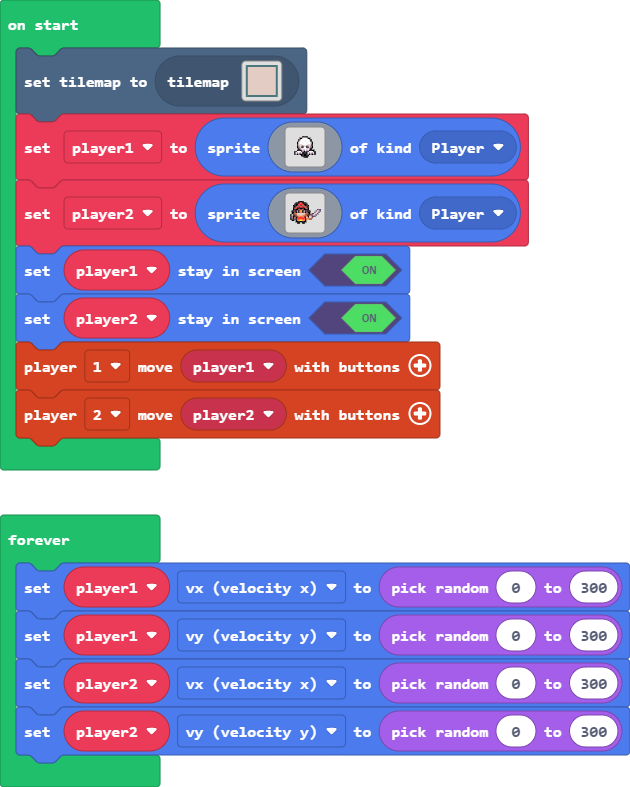 on start
set tilemap to tilemap
set player1 to sprite of kind Player
set player2 to sprite of kind Player
set player1 stay in screen ON
set player2 stay in screen ON
player 1 move player1 with buttons
player 2 move player2 with buttons
forever
set player1 vx (velocity x) to pick random 0 to 300
set player1 vy (velocity y) to pick random 0 to 300
set player2 vx (velocity x) to pick random 0 to 300
set player2 vy (velocity y) to pick random 0 to 300